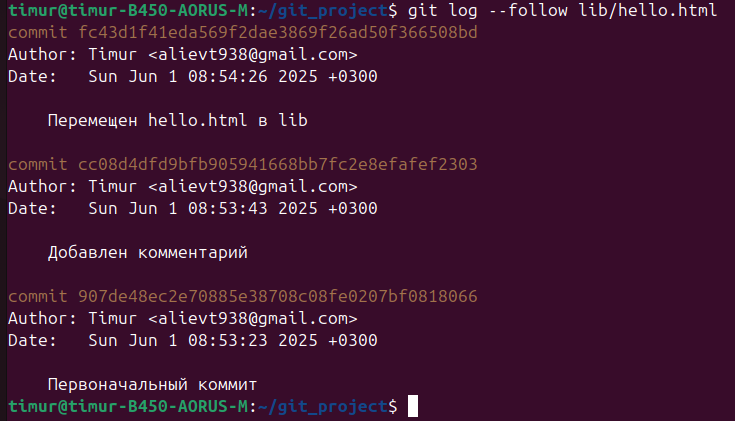 timur@timur-B450-AORUS-M:~/git_project$ git log --follow lib/hello.html
commit fc43d1f41eda569f2dae3869f26ad50f366508bd
Author: Timur <alievt938@gmail.com>
Date:   Sun Jun 1 08:54:26 2025 +0300
Перемещен hello.html в lib
commit cc08d4dfd9bfb905941668bb7fc2e8efafef2303
Author: Timur <alievt938@gmail.com>
Date:   Sun Jun 1 08:53:43 2025 +0300
Добавлен комментарий
commit 907de48ec2e70885e38708c08fe0207bf0818066
Author: Timur <alievt938@gmail.com>
Date:   Sun Jun 1 08:53:23 2025 +0300
Первоначальный коммит
timur@timur-B450-AORUS-M:~/git_project$